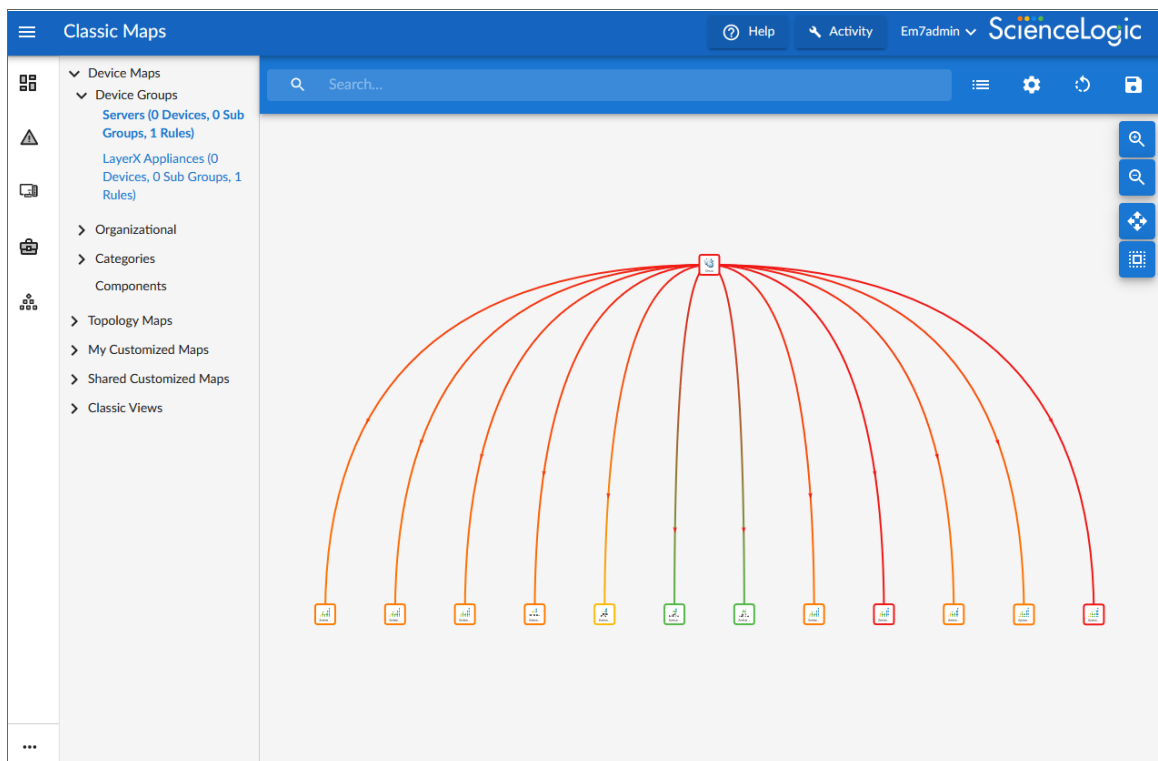 Classic Maps
Help
Activity
Em7admin
ScienceLogic
Device Maps
Device Groups
Servers (0 Devices, 0 Sub
Groups, 1 Rules)
LayerX Appliances (0
Devices, 0 Sub Groups, 1
Rules)
Organizational
Categories
Components
Topology Maps
My Customized Maps
Shared Customized Maps
Classic Views
Search...